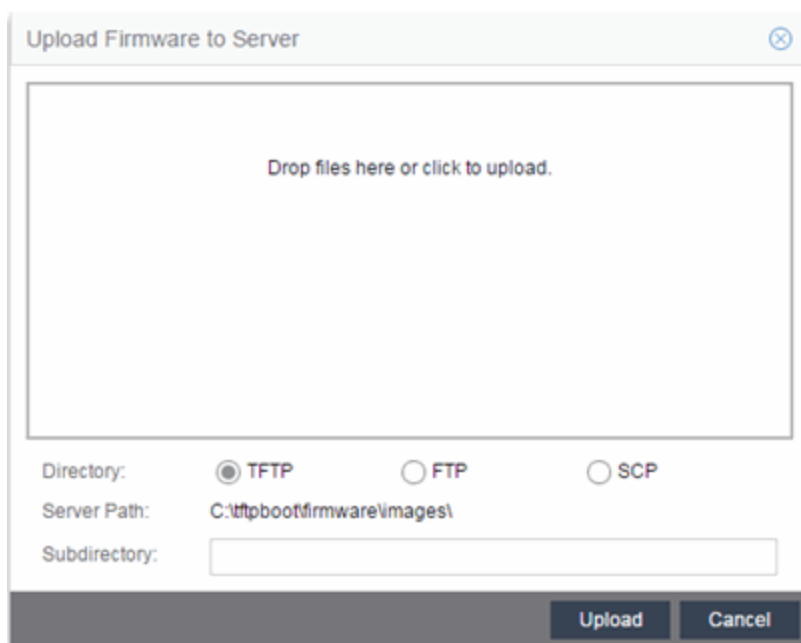 Upload Firmware to Server
Drop files here or click to upload.
Directory: TFTP FTP SCP
Server Path: C:\tftpboot\firmware\images\
Subdirectory:
Upload Cancel